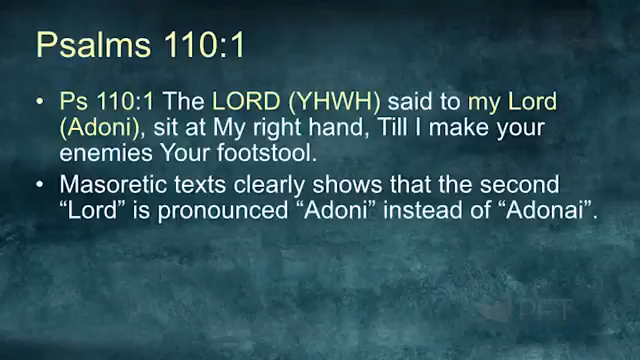 Psalms 110:1
• Ps 110:1 The LORD (YHWH) said to my Lord
(Adoni), sit at My right hand, Till I make your
enemies Your footstool.
• Masoretic texts clearly shows that the second
“Lord” is pronounced “Adoni” instead of “Adonai”.